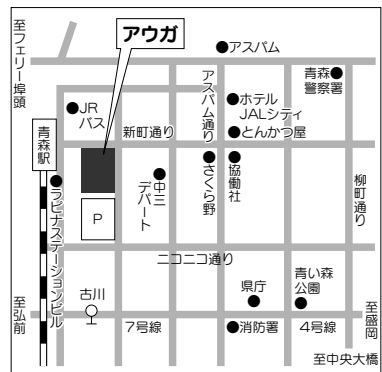 至フェリー埠頭
アウガ
アスパム
青森
警察署
JR
バス
アスパム通り
ホテル
JALシティ
とんかつ屋
新町通り
青森駅
中三
デパート
さくら野
協働社
柳町通り
P
ラビナステーションビル
ニコニコ通り
古川
県庁
青い森
公園
至弘前
7号線
消防署
4号線
至盛岡
至中央大橋